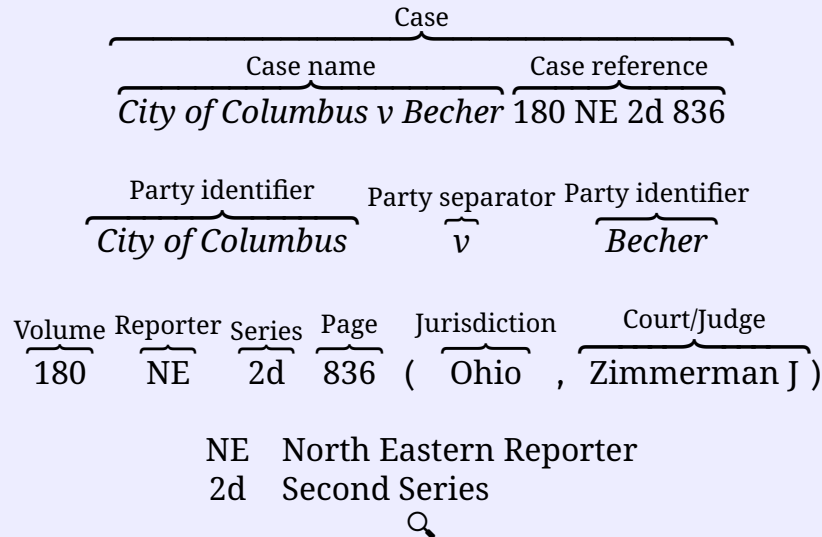 Case
Case name Case reference
City of Columbus v Becher 180 NE 2d 836
Party identifier Party separator Party identifier
City of Columbus v Becher
Volume Reporter Series Page Jurisdiction Court/Judge
180 NE 2d 836 ( Ohio , Zimmerman J )
NE North Eastern Reporter
2d Second Series